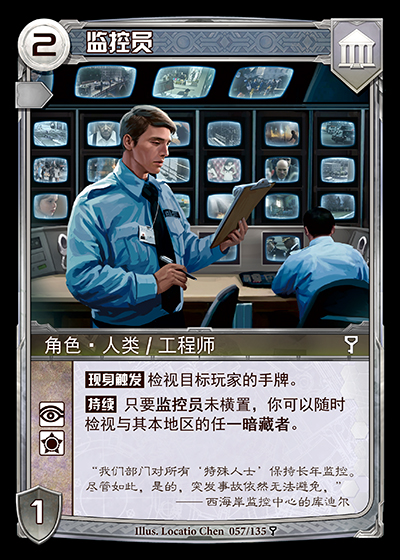 2 监控员
角色·人类 / 工程师
现身触发 检视目标玩家的手牌。
持续 只要监控员未横置，你可以随时
检视与其本地区的任一暗藏者。
“我们部门对所有‘特殊人士’保持长年监控。
尽管如此，是的，突发事故依然无法避免，”
——西海岸监控中心的库迪尔
1
Illus. Locatio Chen 057/135